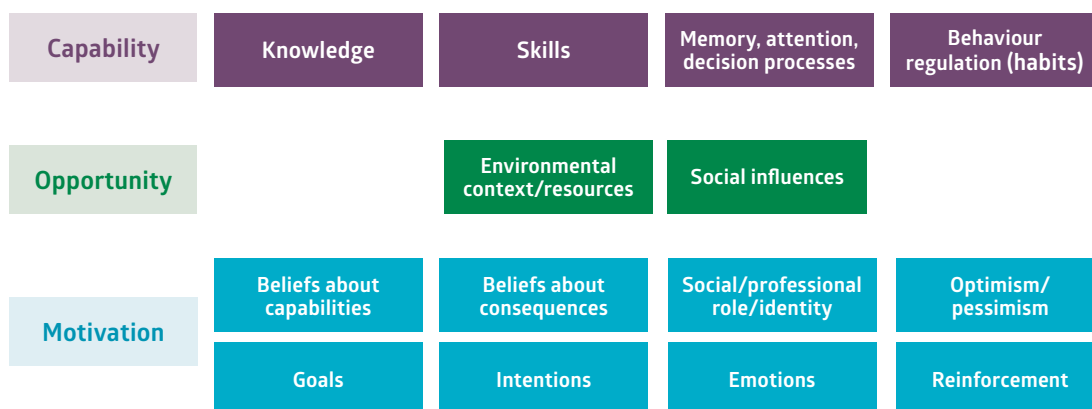 Capability
Knowledge
Skills
Memory, attention,
decision processes
Behaviour
regulation (habits)
Opportunity
Environmental
context/resources
Social influences
Motivation
Beliefs about
capabilities
Beliefs about
consequences
Social/professional
role/identity
Optimism/
pessimism
Goals
Intentions
Emotions
Reinforcement